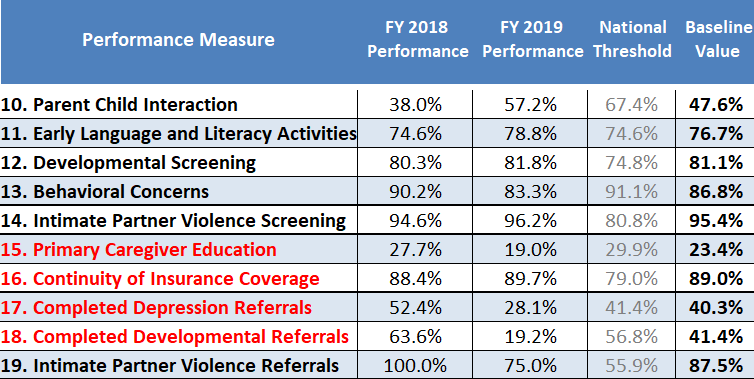 Performance Measure FY 2018 Performance FY 2019 Performance National Threshold Baseline Value
10. Parent Child Interaction 38.0% 57.2% 67.4% 47.6%
11. Early Language and Literacy Activities 74.6% 78.8% 74.6% 76.7%
12. Developmental Screening 80.3% 81.8% 74.8% 81.1%
13. Behavioral Concerns 90.2% 83.3% 91.1% 86.8%
14. Intimate Partner Violence Screening 94.6% 96.2% 80.8% 95.4%
15. Primary Caregiver Education 27.7% 19.0% 29.9% 23.4%
16. Continuity of Insurance Coverage 88.4% 89.7% 79.0% 89.0%
17. Completed Depression Referrals 52.4% 28.1% 41.4% 40.3%
18. Completed Developmental Referrals 63.6% 19.2% 56.8% 41.4%
19. Intimate Partner Violence Referrals 100.0% 75.0% 55.9% 87.5%